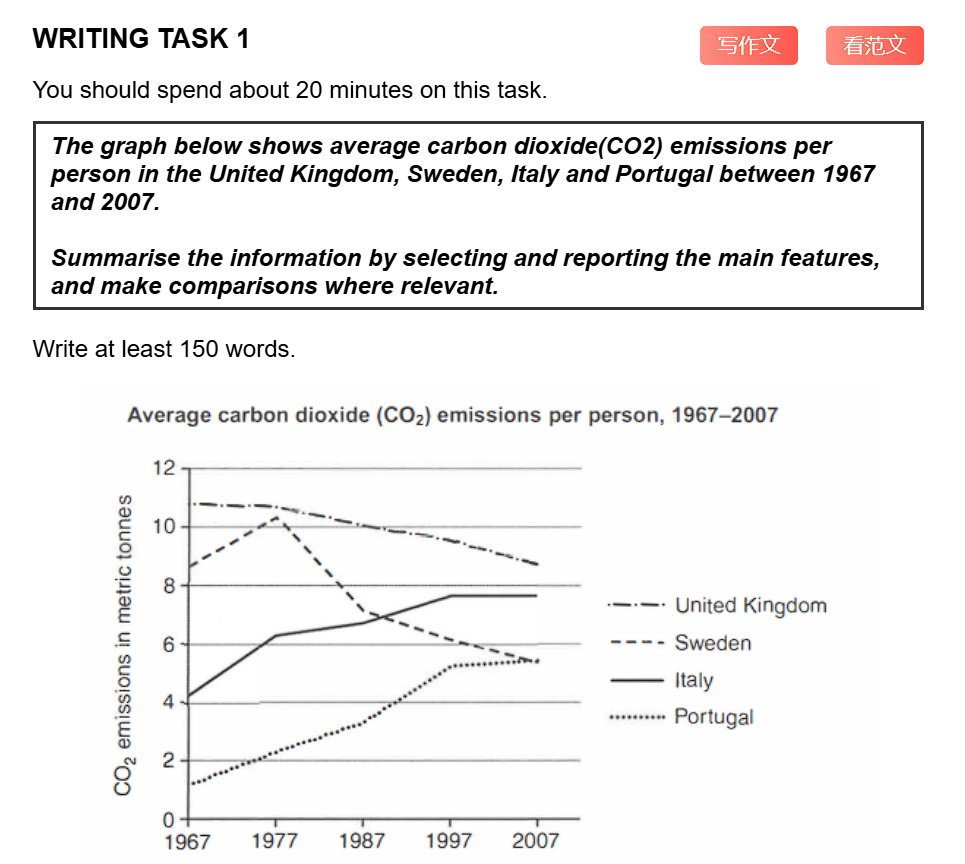 WRITING TASK 1
写作文
看范文
You should spend about 20 minutes on this task.
The graph below shows average carbon dioxide(CO2) emissions per
person in the United Kingdom, Sweden, Italy and Portugal between 1967
and 2007.
Summarise the information by selecting and reporting the main features,
and make comparisons where relevant.
Write at least 150 words.
Average carbon dioxide (CO₂) emissions per person, 1967–2007
CO₂ emissions in metric tonnes
12
10
8
6
4
2
0
1967
1977
1987
1997
2007
United Kingdom
Sweden
Italy
Portugal